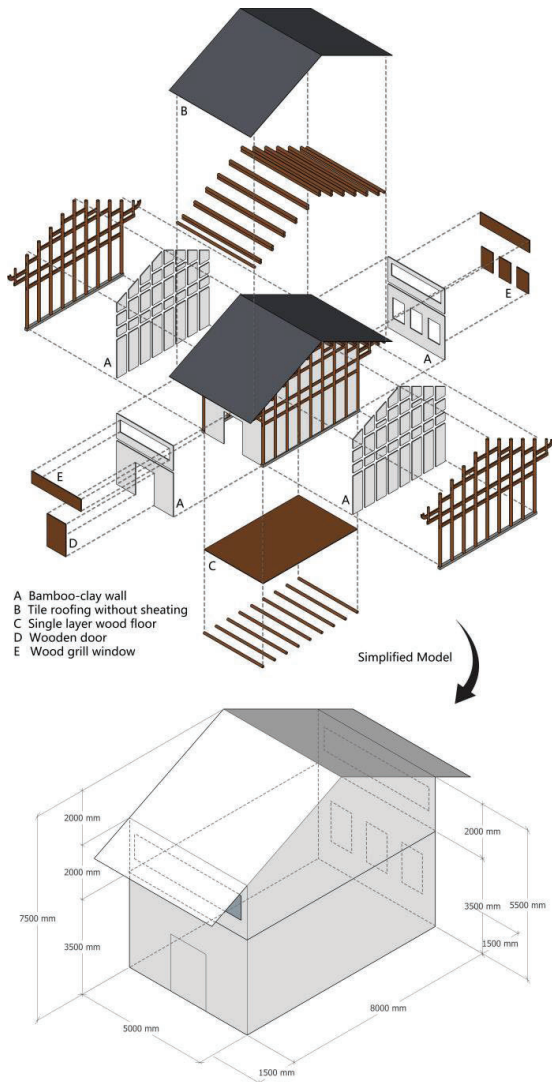 B
A
E
A
E
A
D
A
C
A Bamboo-clay wall
B Tile roofing without sheating
C Single layer wood floor
D Wooden door
E Wood grill window
Simplified Model
2000 mm
2000 mm
2000 mm
7500 mm
3500 mm
5500 mm
3500 mm
1500 mm
8000 mm
5000 mm
1500 mm